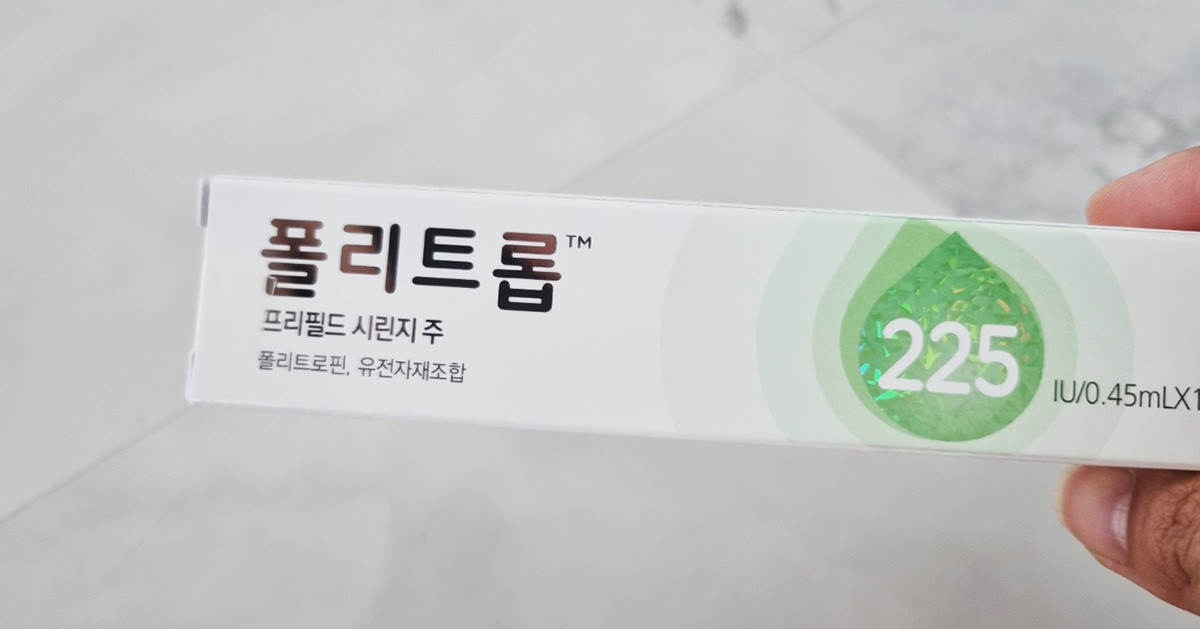 폴리트롭™
프리필드 시린지 주
폴리트로핀, 유전자재조합
225
IU/0.45mLX1